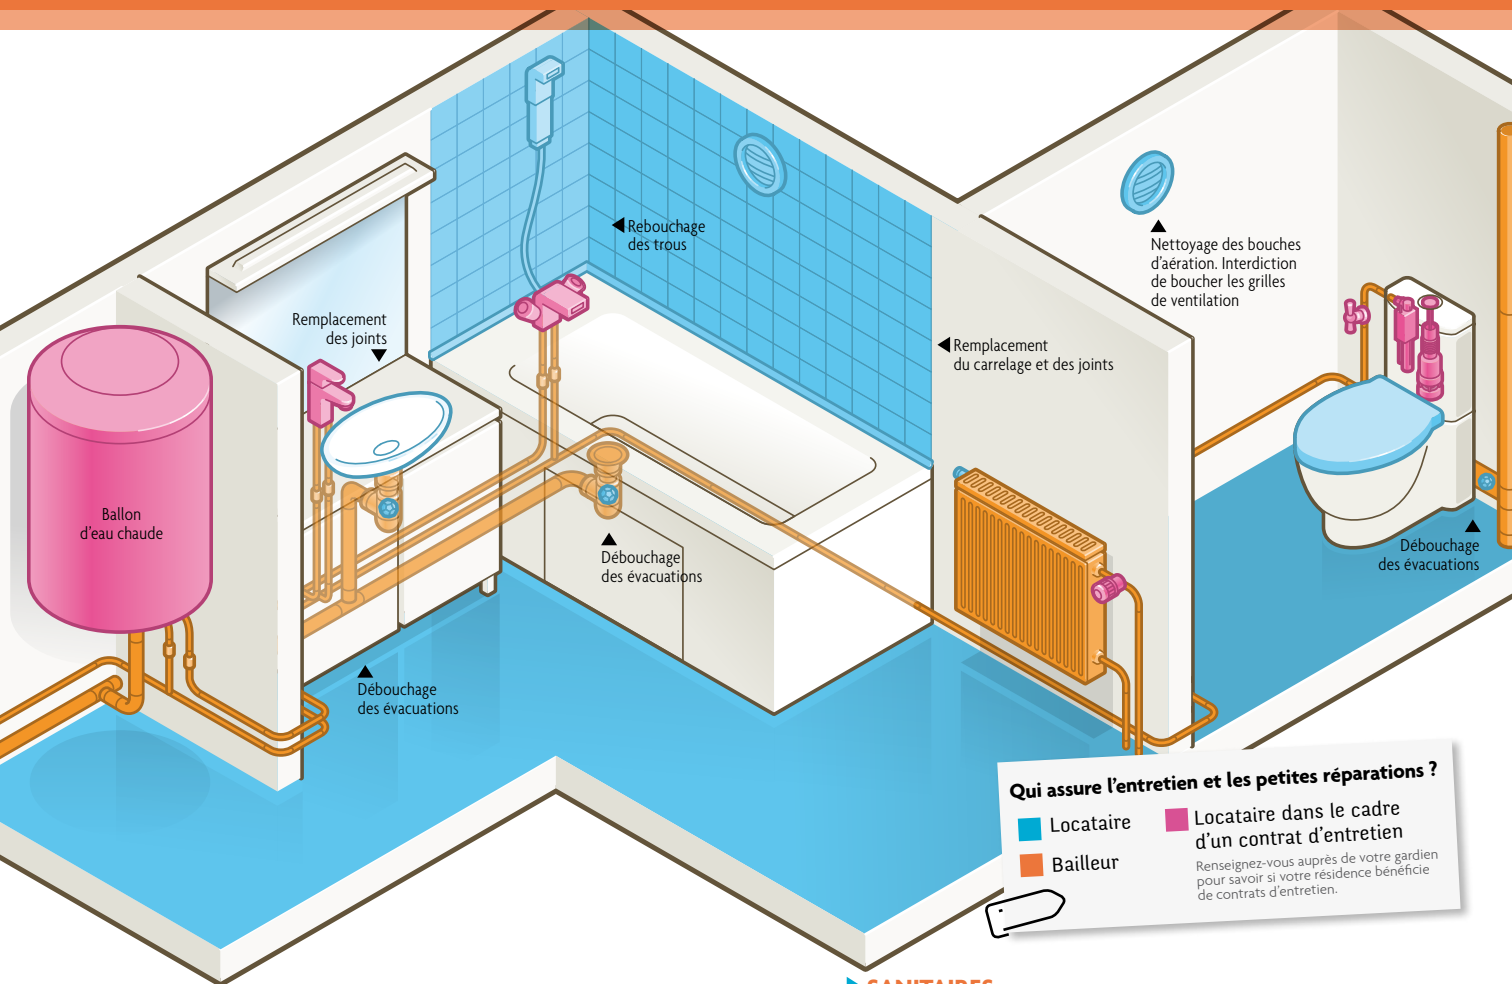 Rebouchage
des trous
Nettoyage des bouches
d'aération. Interdiction
de boucher les grilles
de ventilation
Remplacement
des joints
Remplacement
du carrelage et des joints
Ballon
d'eau chaude
Débouchage
des évacuations
Débouchage
des évacuations
Débouchage
des évacuations
Qui assure l'entretien et les petites réparations ?
Locataire
Bailleur
Locataire dans le cadre
d'un contrat d'entretien
Renseignez-vous auprès de votre gardien
pour savoir si votre résidence bénéficie
de contrats d'entretien.
SANITAIRES